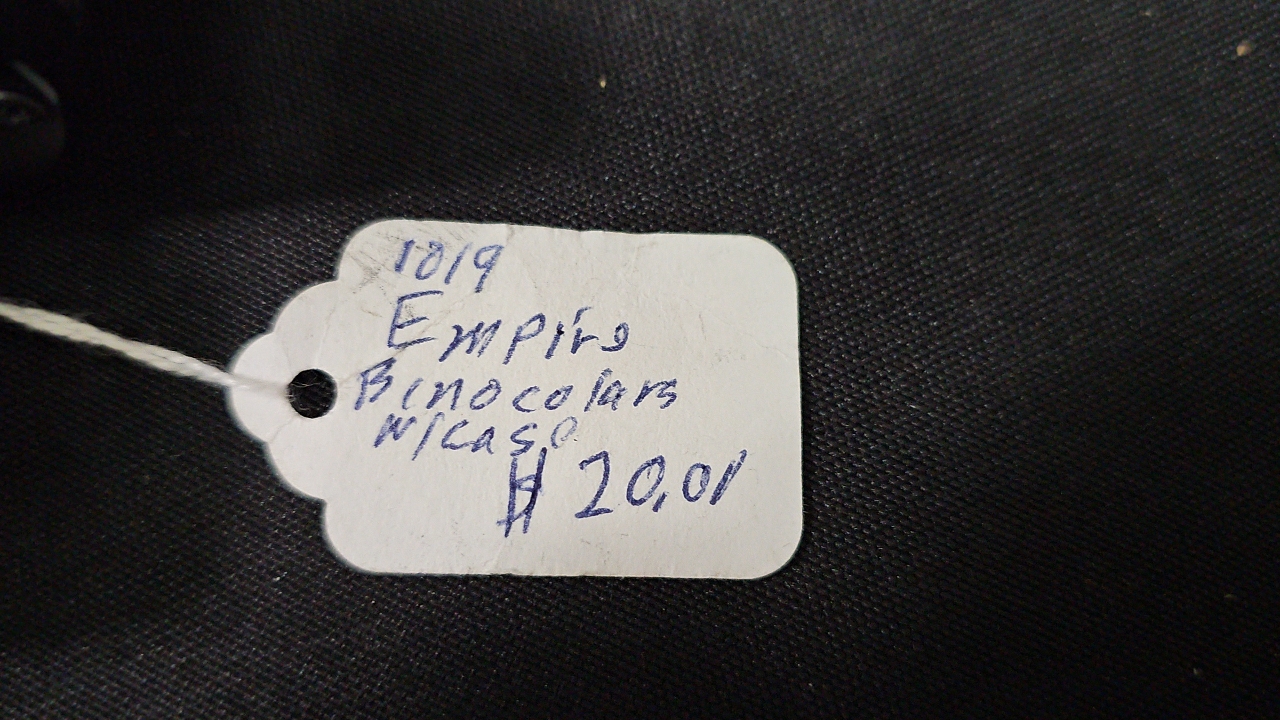 1019
Empire
Binocolars
W/Case
$ 20.01